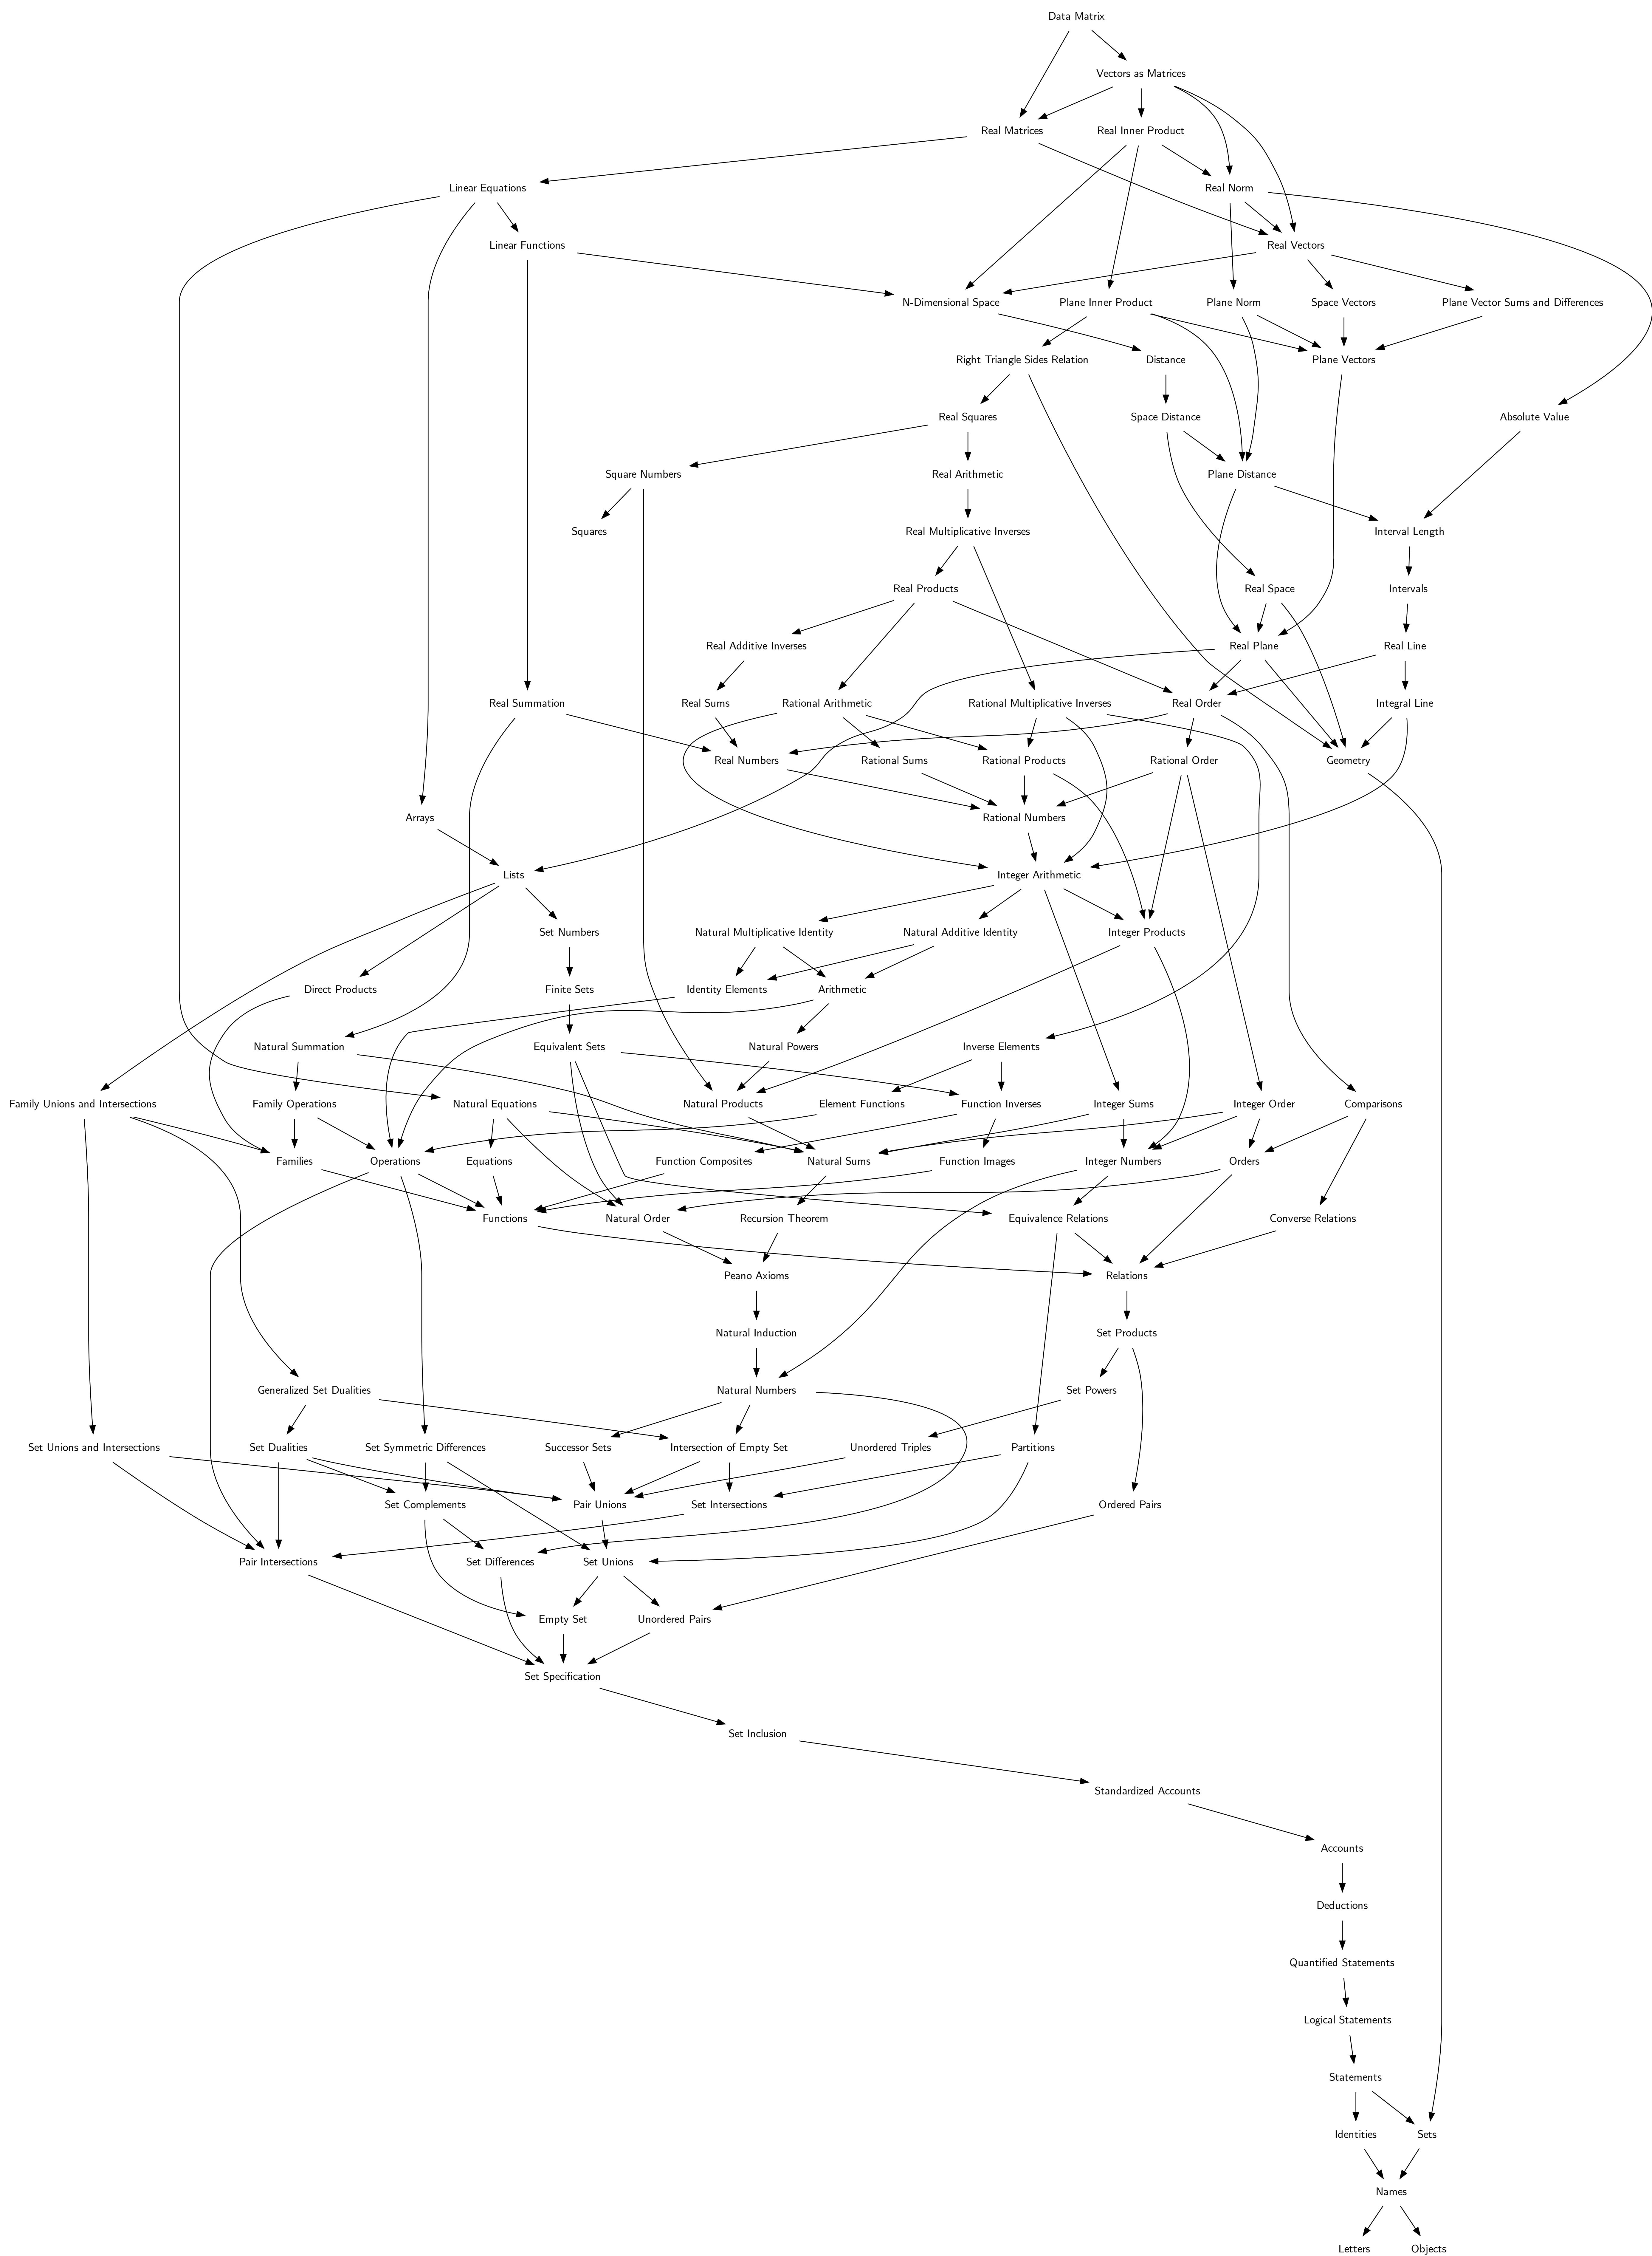 Data Matrix
Vectors as Matrices
Real Matrices
Real Inner Product
Linear Equations
Real Norm
Linear Functions
Real Vectors
N-Dimensional Space
Plane Inner Product
Plane Norm
Space Vectors
Plane Vector Sums and Differences
Right Triangle Sides Relation
Distance
Plane Vectors
Real Squares
Space Distance
Absolute Value
Square Numbers
Real Arithmetic
Plane Distance
Squares
Real Multiplicative Inverses
Interval Length
Real Products
Real Space
Intervals
Real Additive Inverses
Real Plane
Real Line
Real Summation
Real Sums
Rational Arithmetic
Rational Multiplicative Inverses
Real Order
Integral Line
Real Numbers
Rational Sums
Rational Products
Rational Order
Geometry
Arrays
Rational Numbers
Lists
Integer Arithmetic
Set Numbers
Natural Multiplicative Identity
Natural Additive Identity
Integer Products
Direct Products
Finite Sets
Identity Elements
Arithmetic
Natural Summation
Equivalent Sets
Natural Powers
Inverse Elements
Family Unions and Intersections
Family Operations
Natural Equations
Natural Products
Element Functions
Function Inverses
Integer Sums
Integer Order
Comparisons
Families
Operations
Equations
Function Composites
Natural Sums
Function Images
Integer Numbers
Orders
Functions
Natural Order
Recursion Theorem
Equivalence Relations
Converse Relations
Peano Axioms
Relations
Natural Induction
Set Products
Generalized Set Dualities
Natural Numbers
Set Powers
Set Unions and Intersections
Set Dualities
Set Symmetric Differences
Successor Sets
Intersection of Empty Set
Unordered Triples
Partitions
Set Complements
Pair Unions
Set Intersections
Ordered Pairs
Pair Intersections
Set Differences
Set Unions
Empty Set
Unordered Pairs
Set Specification
Set Inclusion
Standardized Accounts
Accounts
Deductions
Quantified Statements
Logical Statements
Statements
Identities
Sets
Names
Letters
Objects